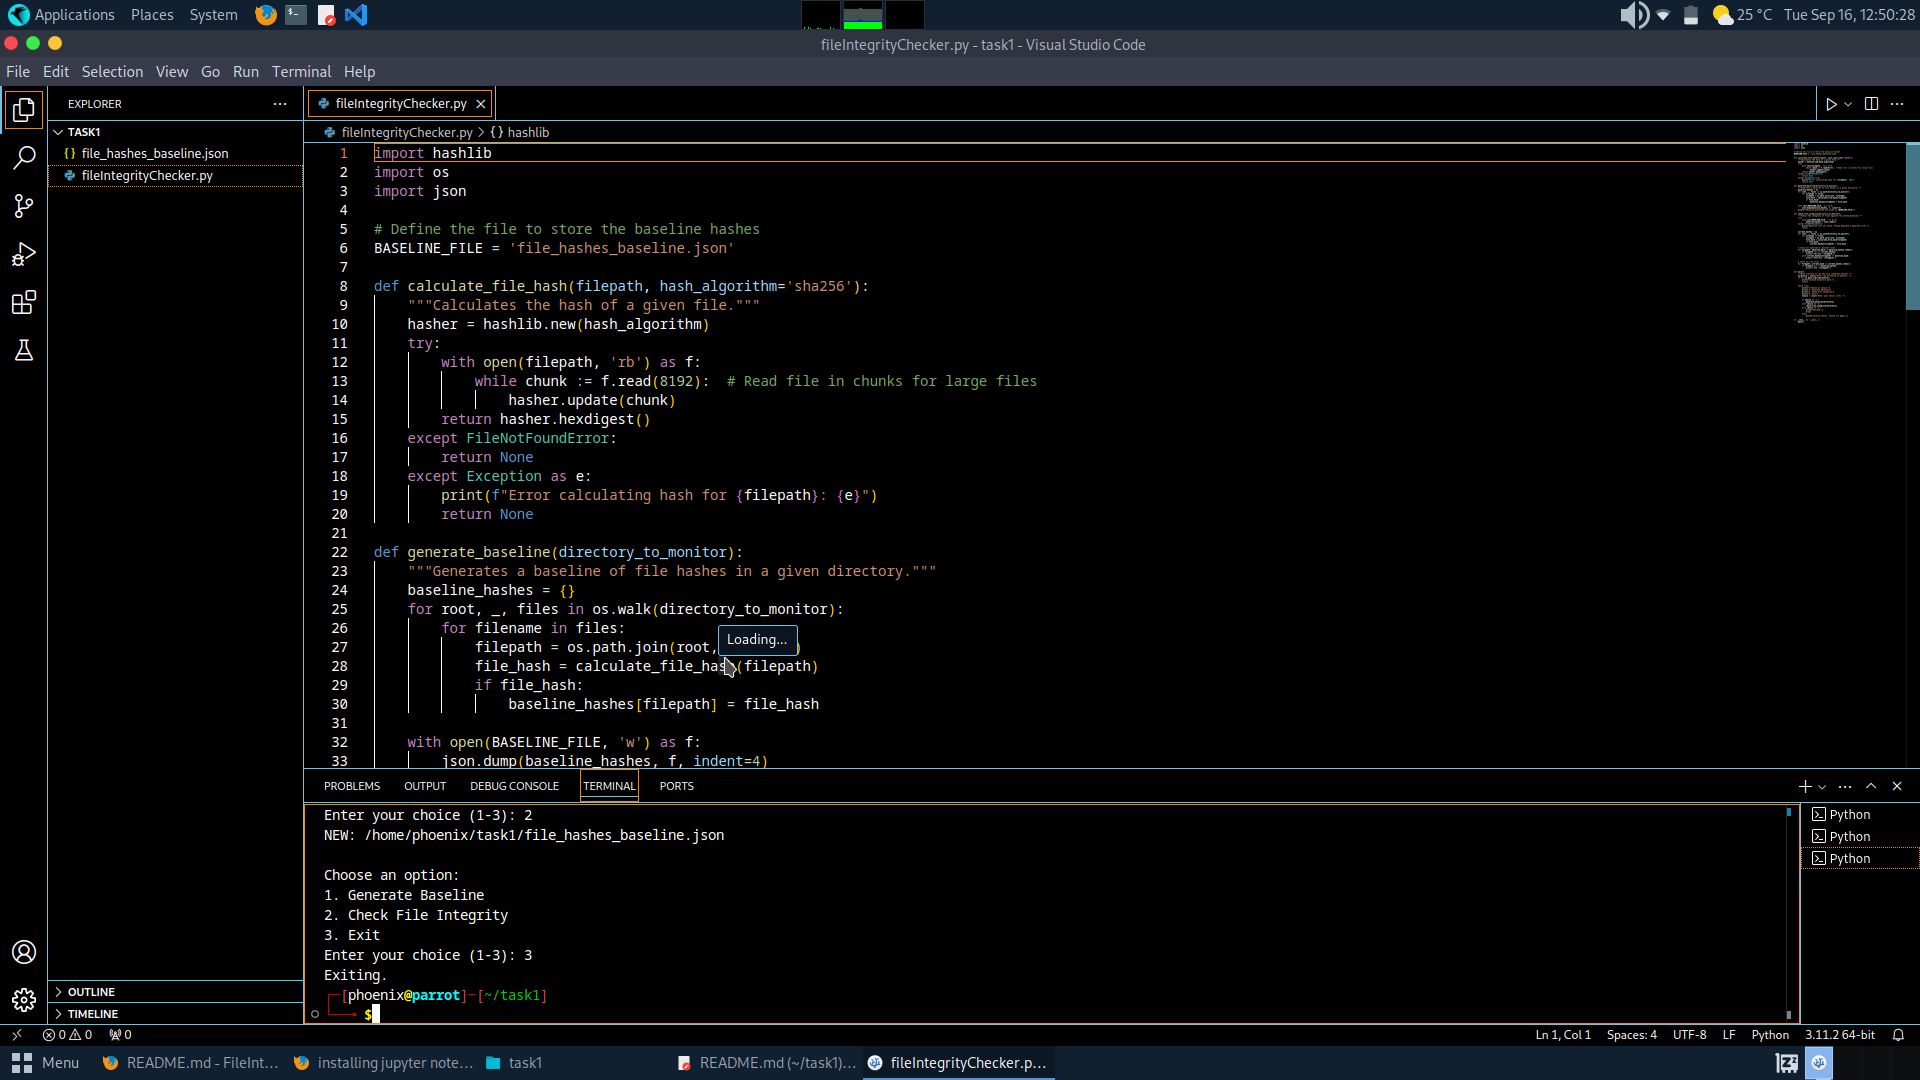 Applications Places System 25 °C Tue Sep 16, 12:50:28
fileIntegrityChecker.py - task1 - Visual Studio Code
File Edit Selection View Go Run Terminal Help
EXPLORER ···
fileIntegrityChecker.py
TASK1
fileIntegrityChecker.py > {} hashlib
{} file_hashes_baseline.json
fileIntegrityChecker.py
1 import hashlib
2 import os
3 import json
4
5 # Define the file to store the baseline hashes
6 BASELINE_FILE = 'file_hashes_baseline.json'
7
8 def calculate_file_hash(filepath, hash_algorithm='sha256'):
9 """Calculates the hash of a given file."""
10 hasher = hashlib.new(hash_algorithm)
11 try:
12 with open(filepath, 'rb') as f:
13 while chunk := f.read(8192): # Read file in chunks for large files
14 hasher.update(chunk)
15 return hasher.hexdigest()
16 except FileNotFoundError:
17 return None
18 except Exception as e:
19 print(f"Error calculating hash for {filepath}: {e}")
20 return None
21
22 def generate_baseline(directory_to_monitor):
23 """Generates a baseline of file hashes in a given directory."""
24 baseline_hashes = {}
25 for root, _, files in os.walk(directory_to_monitor):
26 for filename in files:
27 filepath = os.path.join(root, )
Loading...
28 file_hash = calculate_file_hash(filepath)
29 if file_hash:
30 baseline_hashes[filepath] = file_hash
31
32 with open(BASELINE_FILE, 'w') as f:
33 json.dump(baseline_hashes, f, indent=4)
PROBLEMS OUTPUT DEBUG CONSOLE TERMINAL PORTS
Enter your choice (1-3): 2
NEW: /home/phoenix/task1/file_hashes_baseline.json
Choose an option:
1. Generate Baseline
2. Check File Integrity
3. Exit
Enter your choice (1-3): 3
Exiting.
[phoenix@parrot]-[~/task1]
$
Python
Python
Python
OUTLINE
TIMELINE
0 0 0 Ln 1, Col 1 Spaces: 4 UTF-8 LF Python 3.11.2 64-bit
Menu README.md - FileInt... installing jupyter note... task1 README.md (~/task1)... fileIntegrityChecker.p...